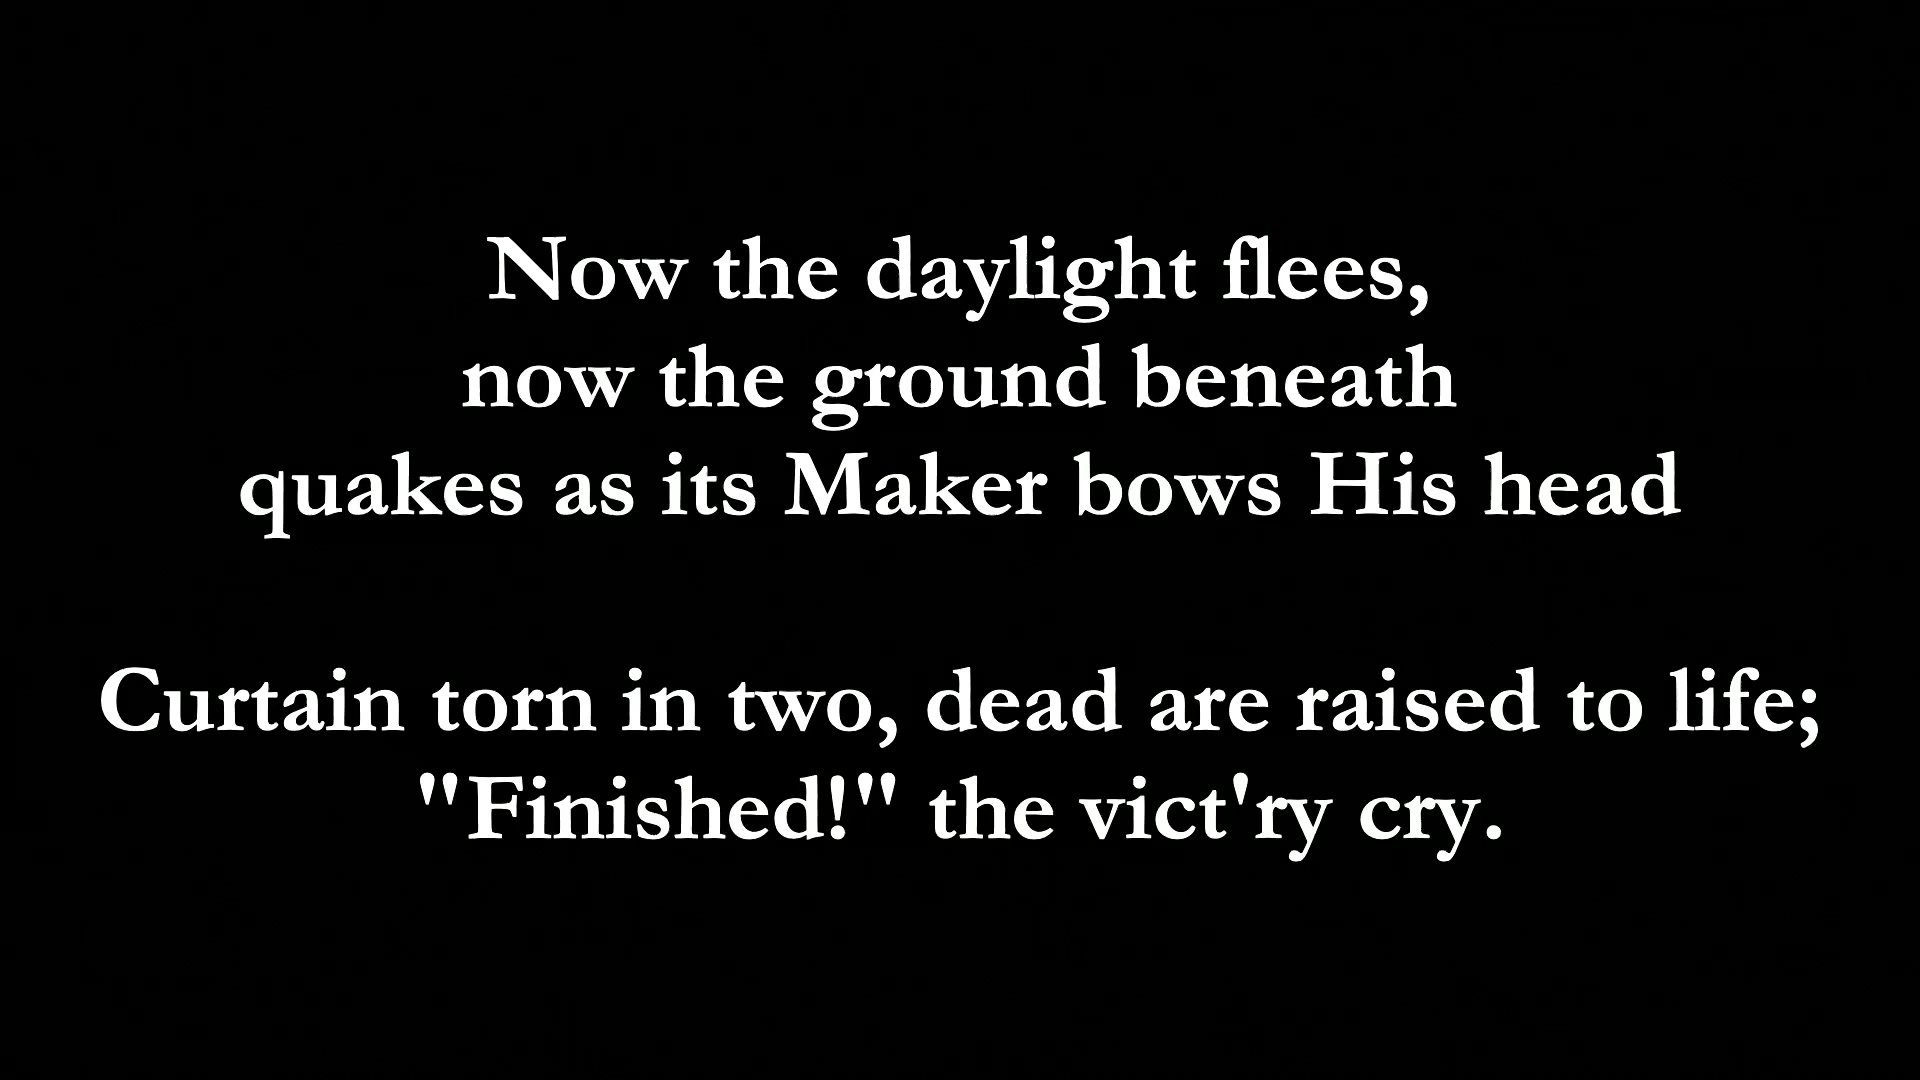 Now the daylight flees,
now the ground beneath
quakes as its Maker bows His head
Curtain torn in two, dead are raised to life;
"Finished!" the vict'ry cry.